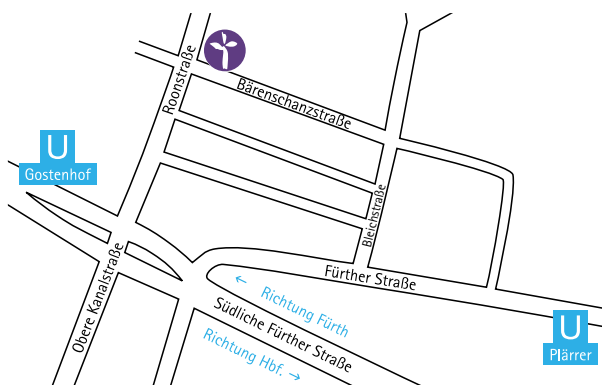 Roonstraße
Bärenschanzstraße
U
Gostenhof
Bleichstraße
Obere Kanalstraße
Fürther Straße
← Richtung Fürth
Südliche Fürther Straße
Richtung Hbf. →
U
Plärrer